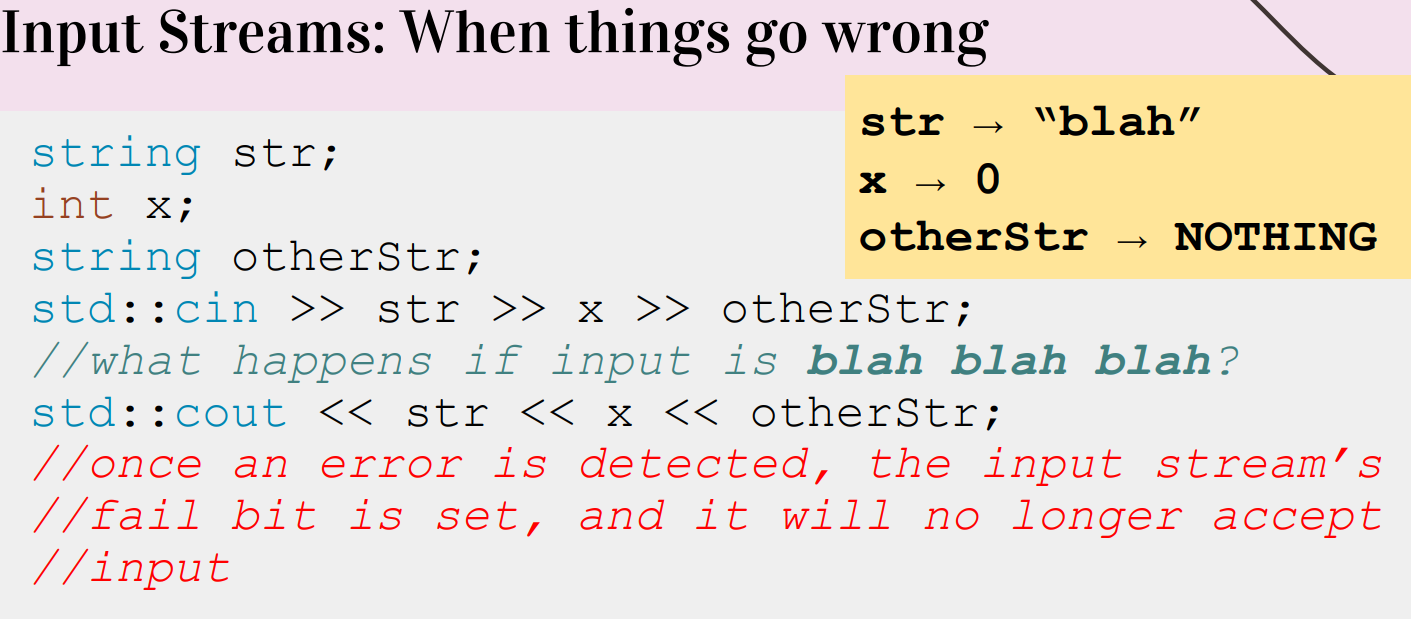 Input Streams: When things go wrong
str → “blah”
x → 0
otherStr → NOTHING
string str;
int x;
string otherStr;
std::cin >> str >> x >> otherStr;
//what happens if input is blah blah blah?
std::cout << str << x << otherStr;
//once an error is detected, the input stream’s
//fail bit is set, and it will no longer accept
//input